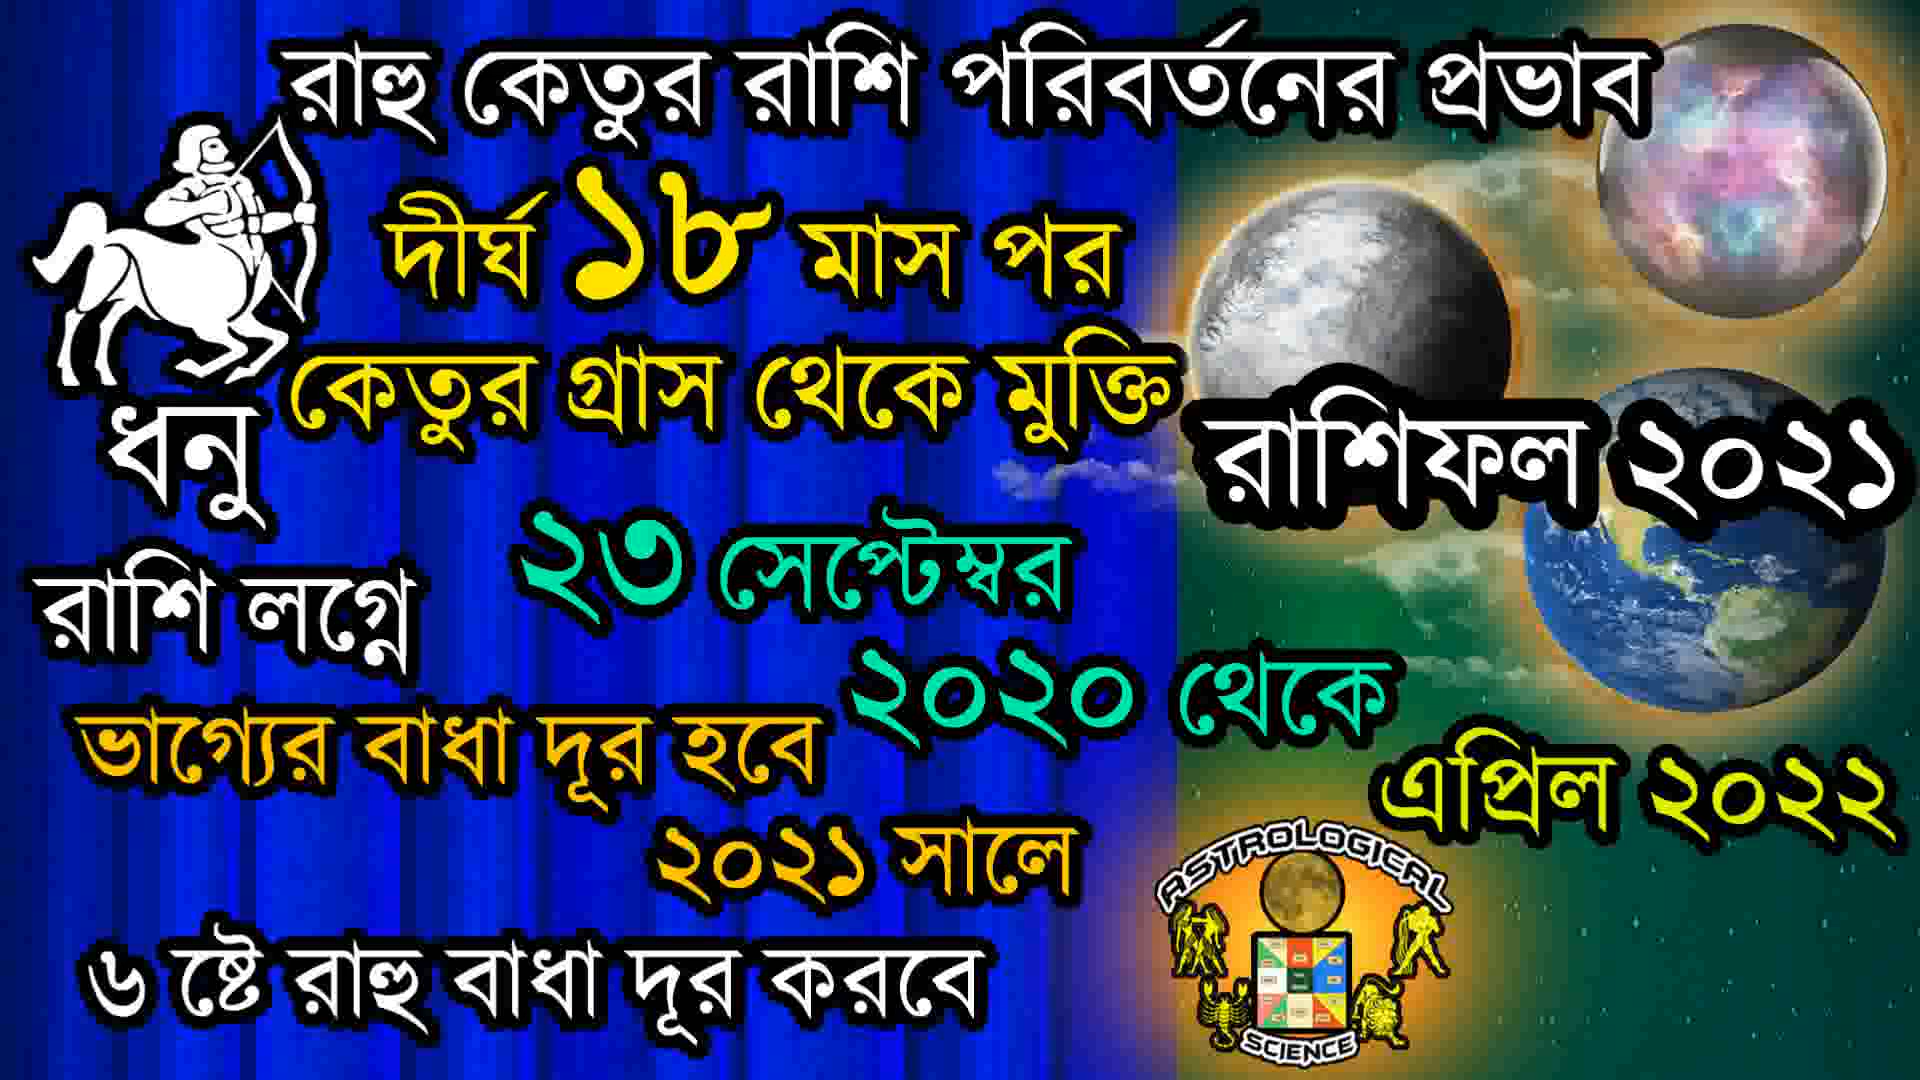 রাহু কেতুর রাশি পরিবর্তনের প্রভাব
দীর্ঘ ১৮ মাস পর
কেতুর গ্রাস থেকে মুক্তি
ধনু
রাশিফল ২০২১
রাশি লগ্নে
২৩ সেপ্টেম্বর
২০২০ থেকে
ভাগ্যের বাধা দূর হবে
এপ্রিল ২০২২
২০২১ সালে
৬ ষ্টে রাহু বাধা দূর করবে
ASTROLOGICAL
SCIENCE